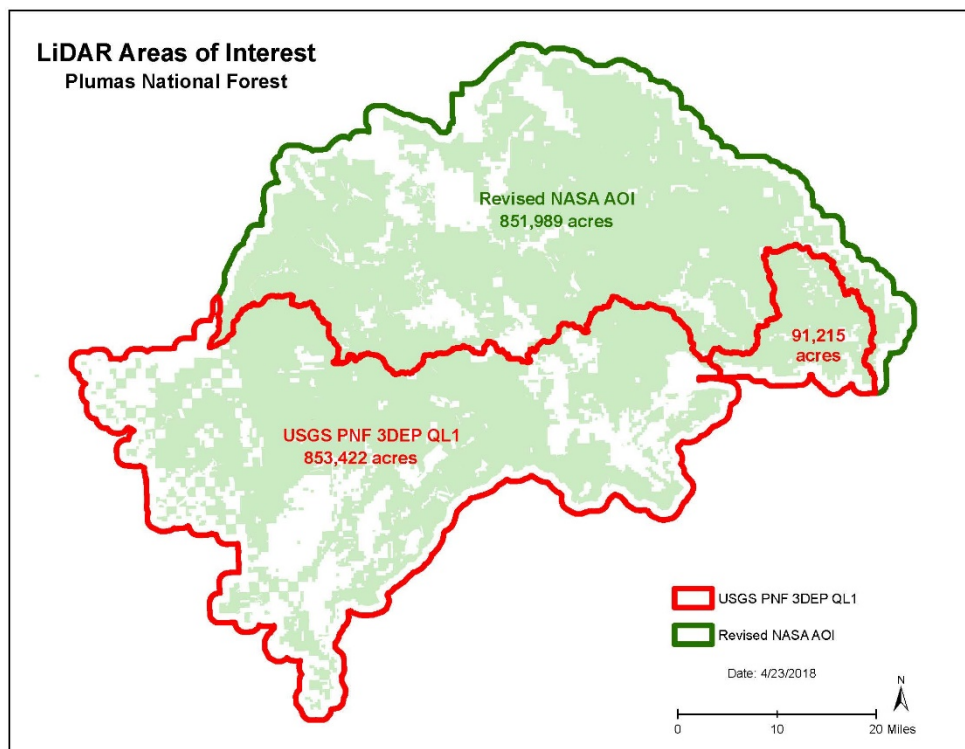 LiDAR Areas of Interest
Plumas National Forest
Revised NASA AOI
851,989 acres
91,215
acres
USGS PNF 3DEP QL1
853,422 acres
USGS PNF 3DEP QL1
Revised NASA AOI
Date: 4/23/2018
N
0 10 20 Miles